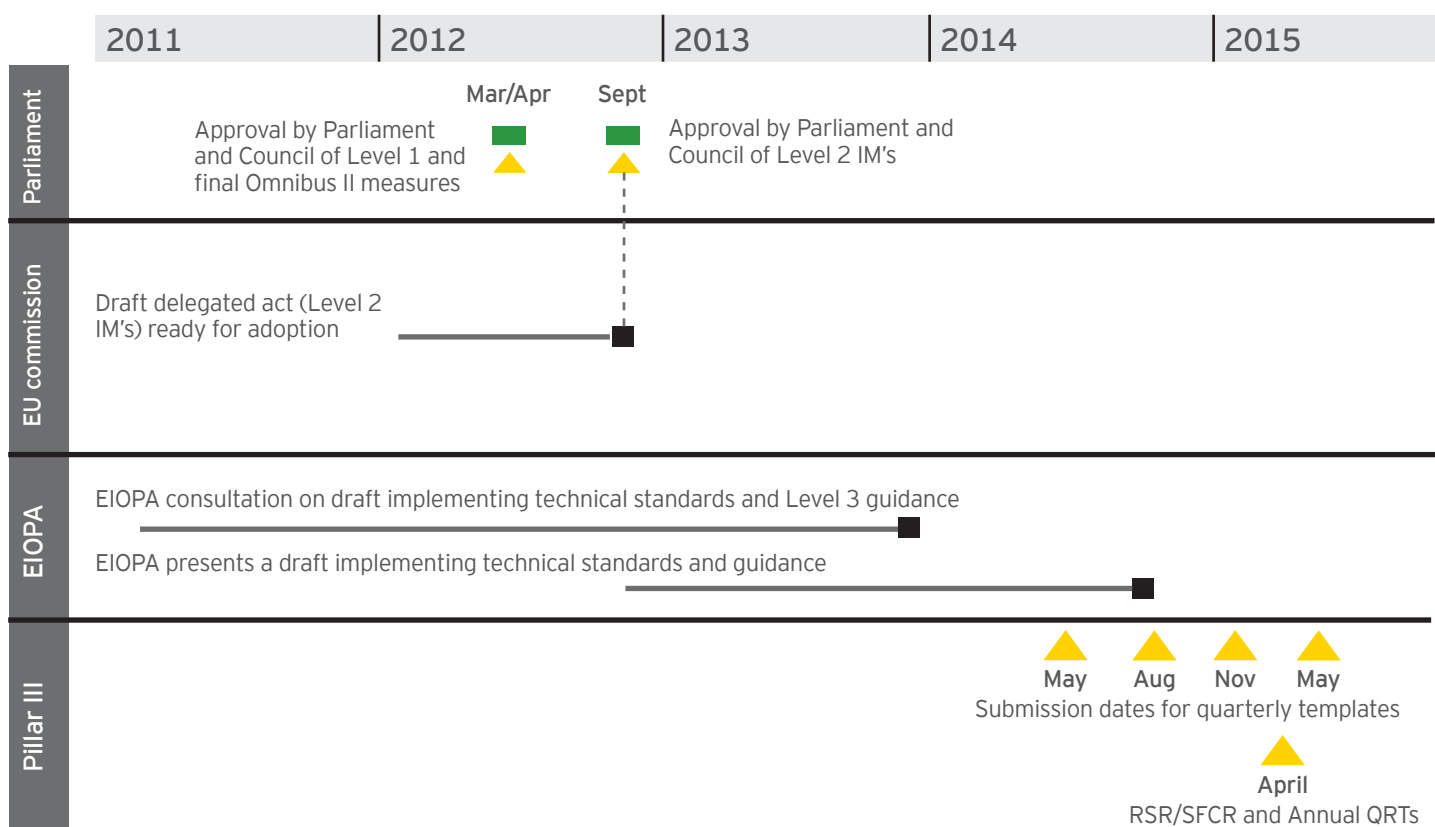 2011 2012 2013 2014 2015
Parliament
Mar/Apr Sept
Approval by Parliament
and Council of Level 1 and
final Omnibus II measures
Approval by Parliament and
Council of Level 2 IM's
EU commission
Draft delegated act (Level 2
IM's) ready for adoption
EIOPA
EIOPA consultation on draft implementing technical standards and Level 3 guidance
EIOPA presents a draft implementing technical standards and guidance
Pillar III
May Aug Nov May
Submission dates for quarterly templates
April
RSR/SFCR and Annual QRTs